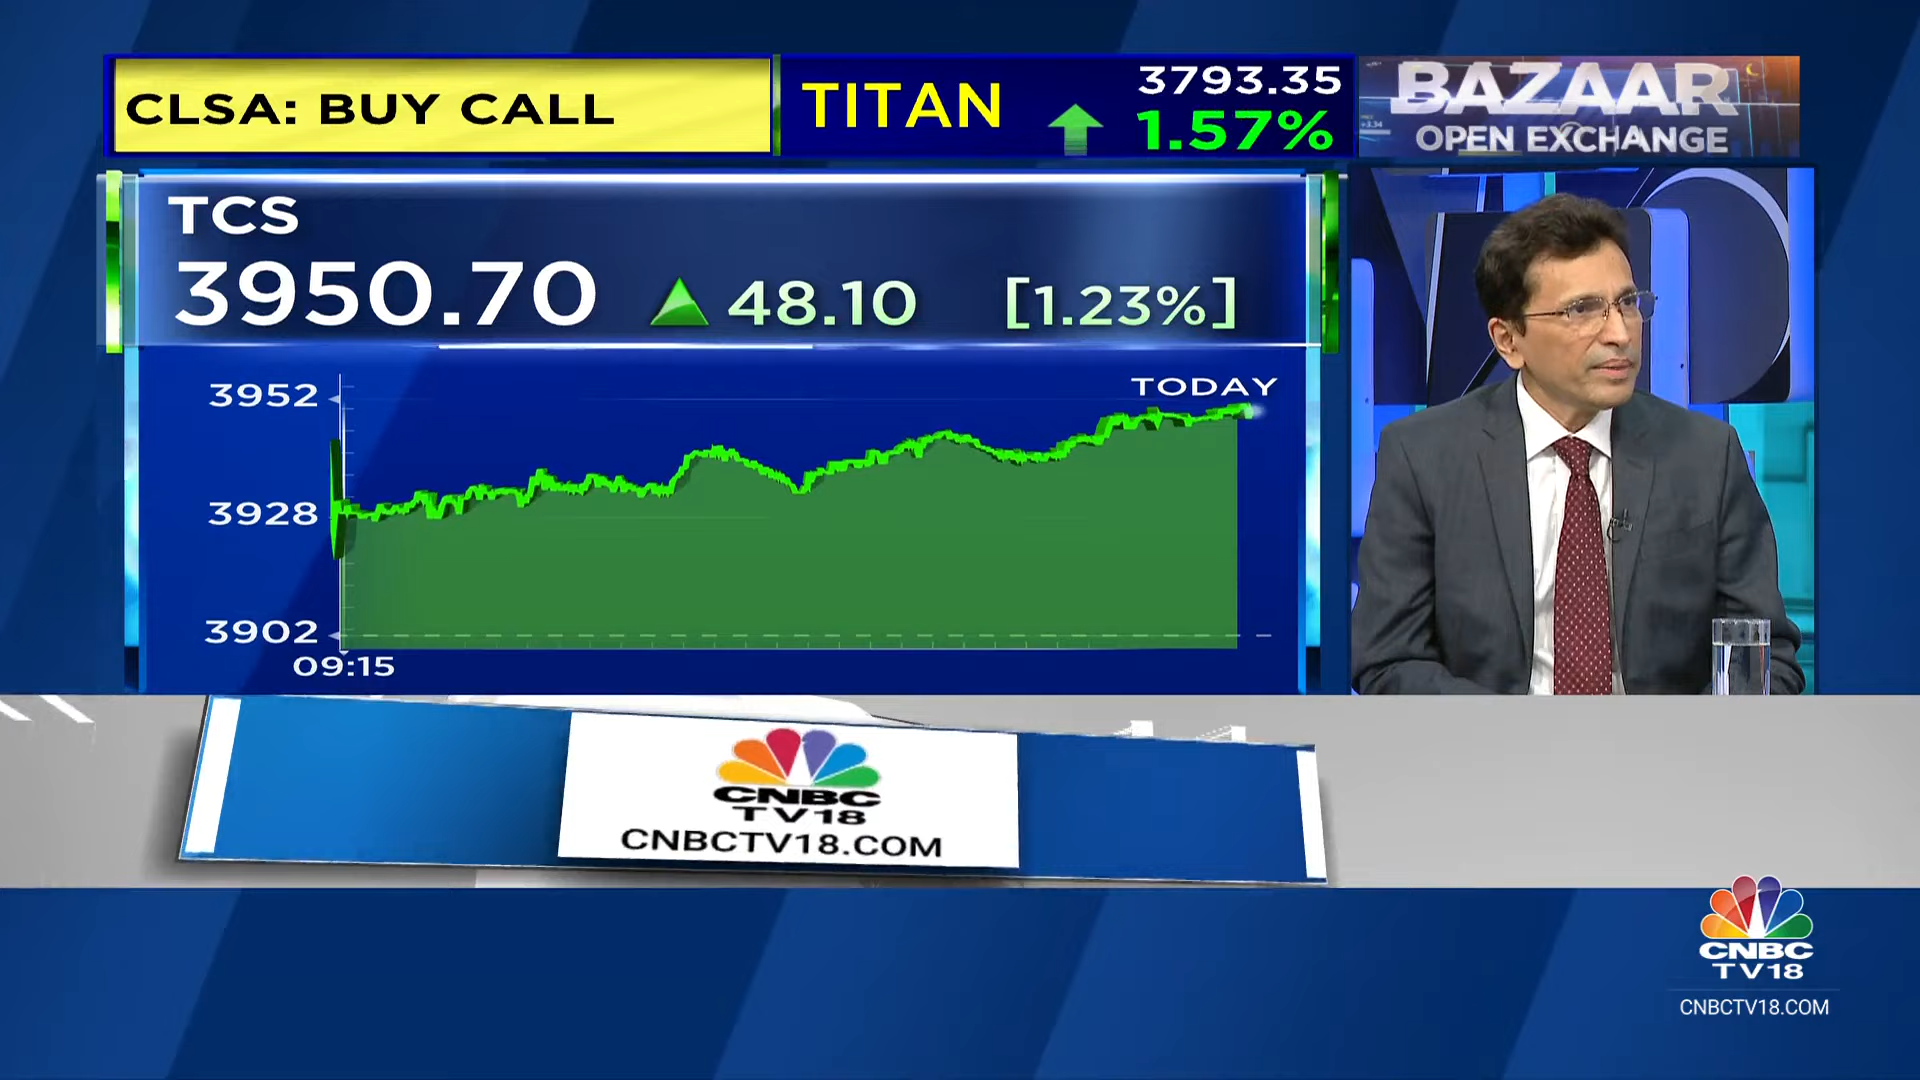 CLSA: BUY CALL
TITAN
3793.35
1.57%
BAZAAR
OPEN EXCHANGE
TCS
3950.70
48.10
[1.23%]
TODAY
3952
3928
3902
09:15
CNBC
TV18
CNBCTV18.COM
CNBC
TV18
CNBCTV18.COM